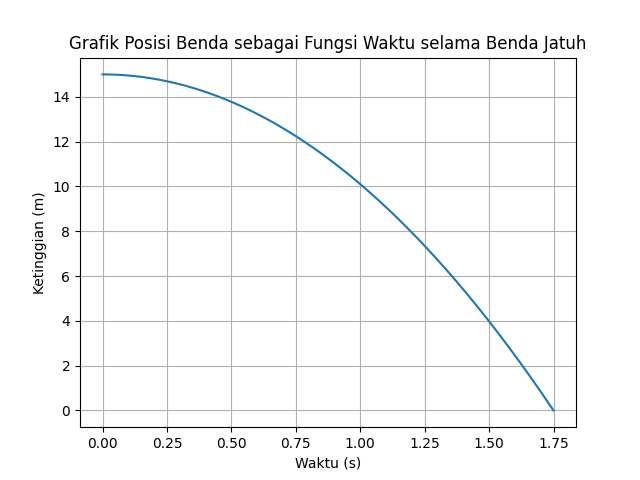 Grafik Posisi Benda sebagai Fungsi Waktu selama Benda Jatuh
14
12
10
8
6
4
2
0
Ketinggian (m)
0.00 0.25 0.50 0.75 1.00 1.25 1.50 1.75
Waktu (s)